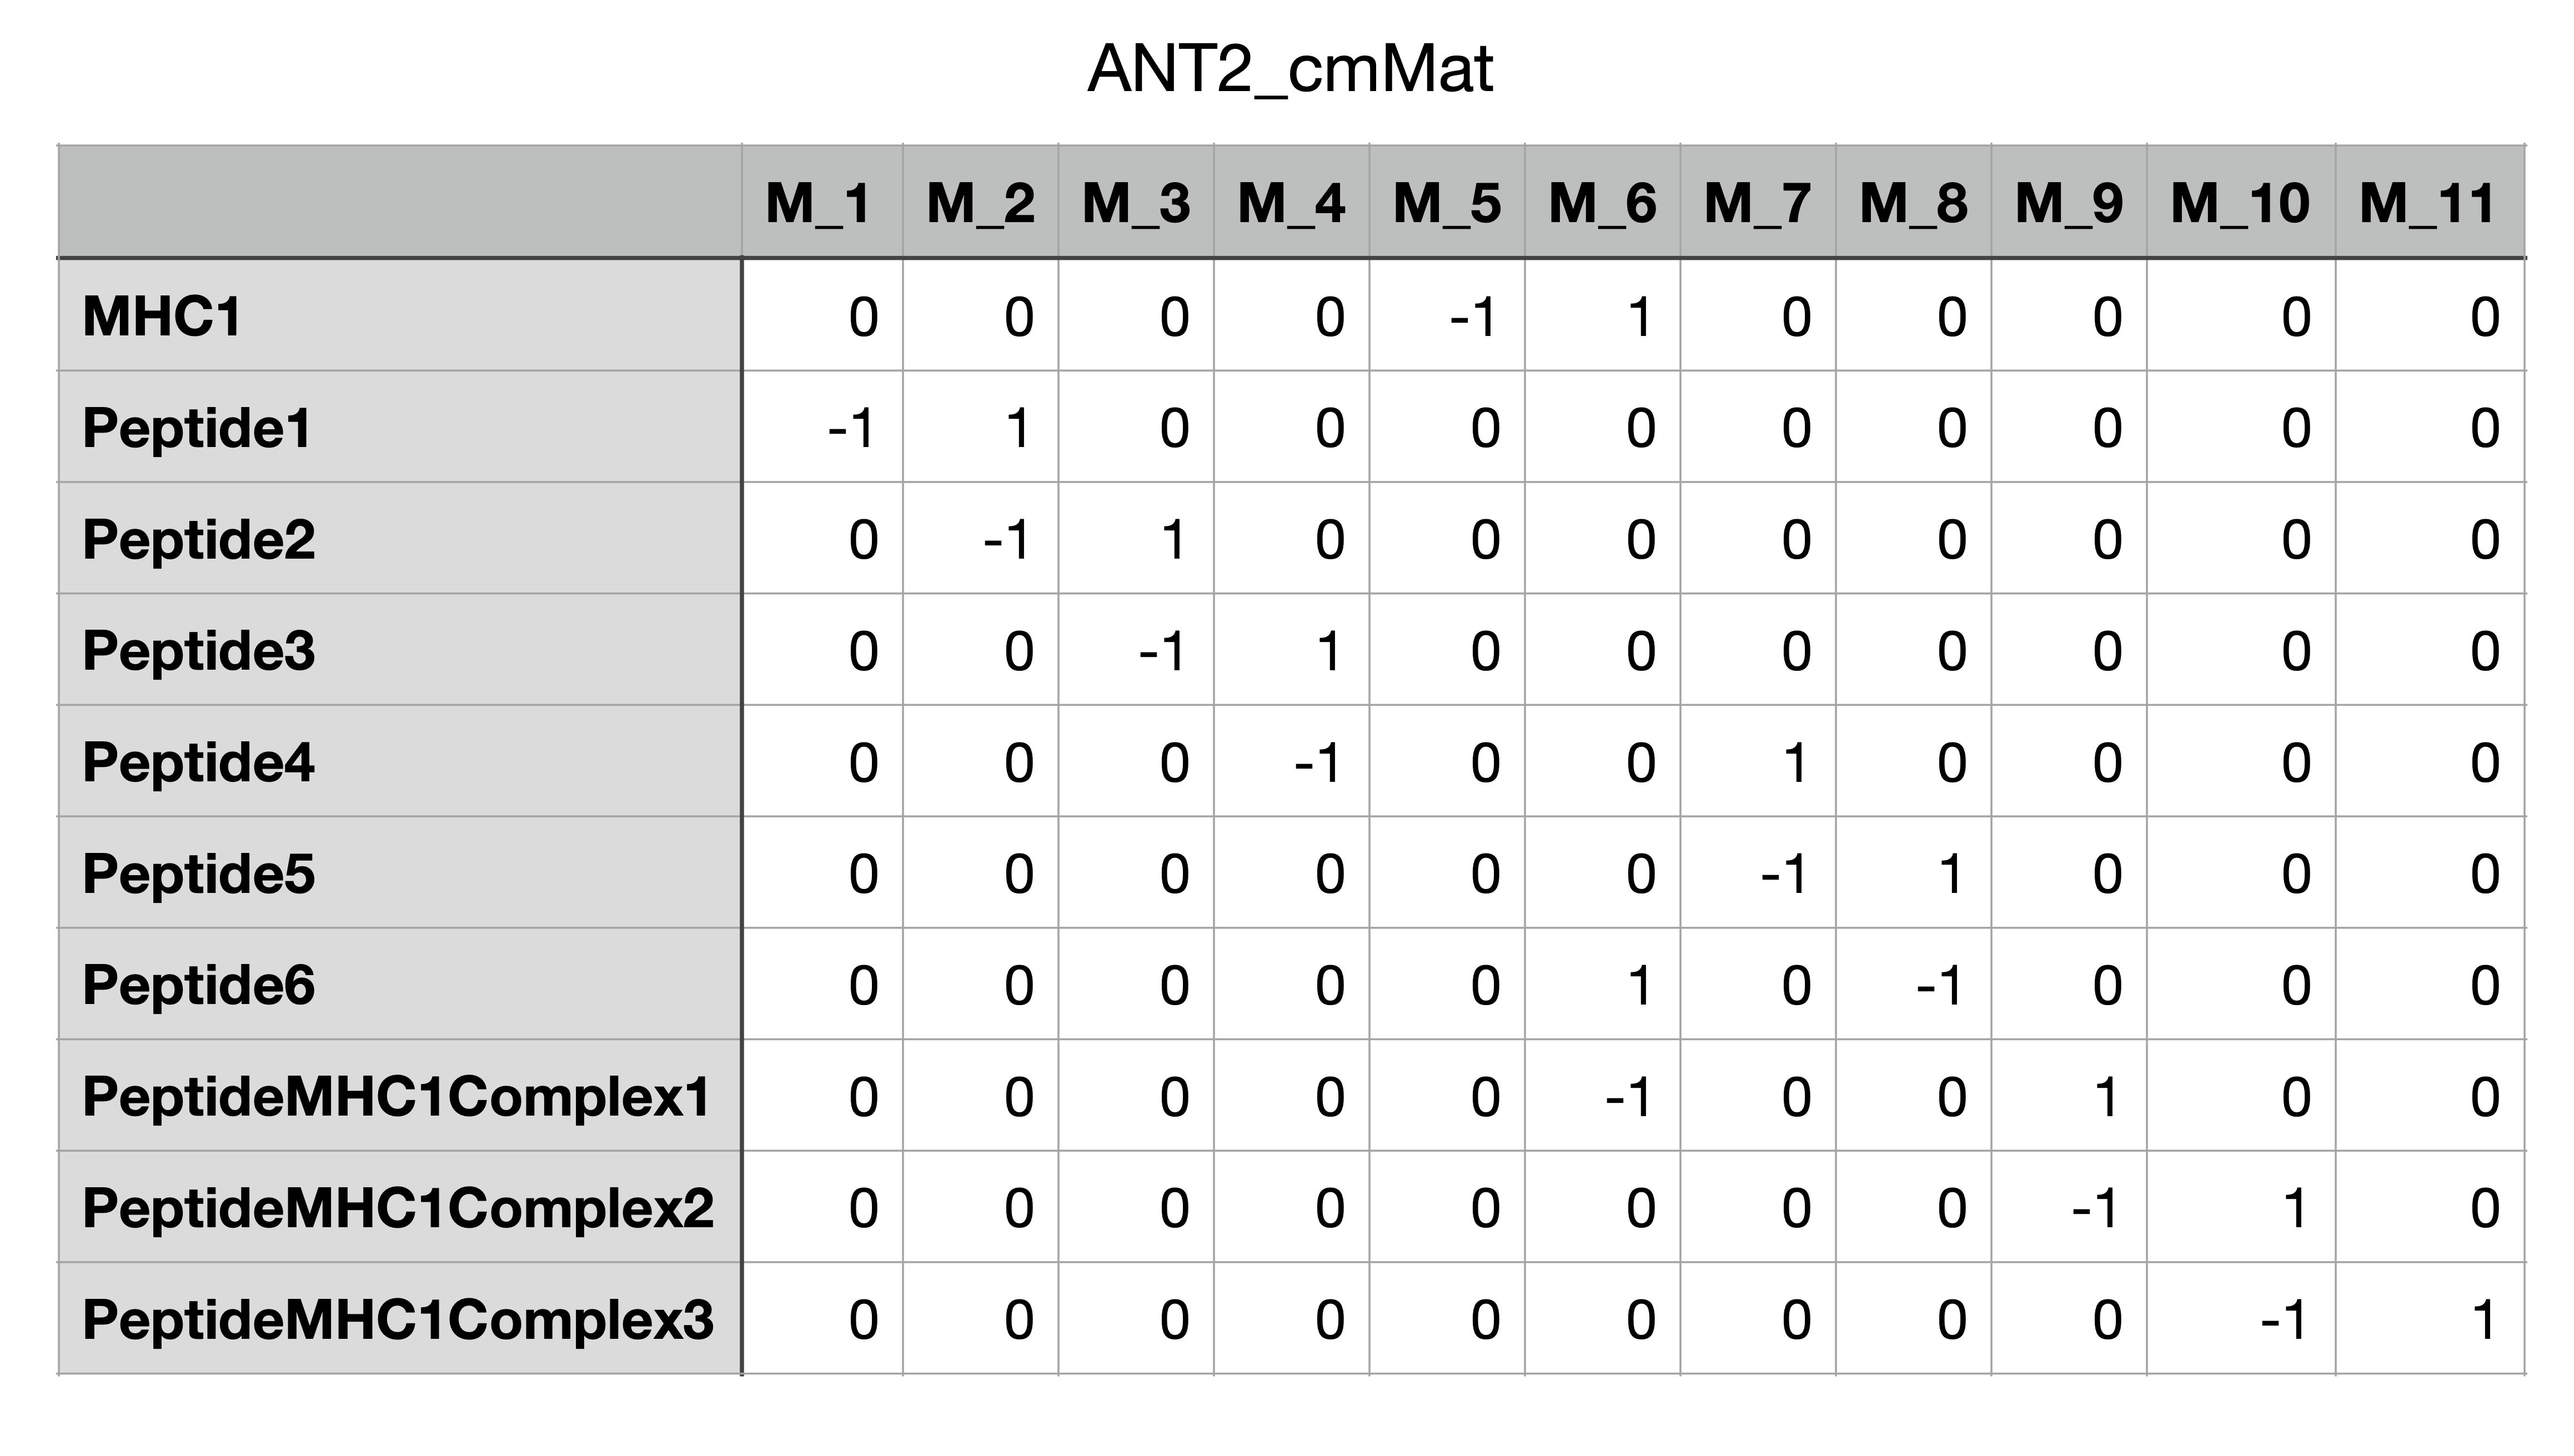 ANT2_cmMat
M_1 M_2 M_3 M_4 M_5 M_6 M_7 M_8 M_9 M_10 M_11
MHC1 0 0 0 0 -1 1 0 0 0 0 0
Peptide1 -1 1 0 0 0 0 0 0 0 0 0
Peptide2 0 -1 1 0 0 0 0 0 0 0 0
Peptide3 0 0 -1 1 0 0 0 0 0 0 0
Peptide4 0 0 0 -1 0 0 1 0 0 0 0
Peptide5 0 0 0 0 0 0 -1 1 0 0 0
Peptide6 0 0 0 0 0 1 0 -1 0 0 0
PeptideMHC1Complex1 0 0 0 0 0 -1 0 0 1 0 0
PeptideMHC1Complex2 0 0 0 0 0 0 0 0 -1 1 0
PeptideMHC1Complex3 0 0 0 0 0 0 0 0 0 -1 1